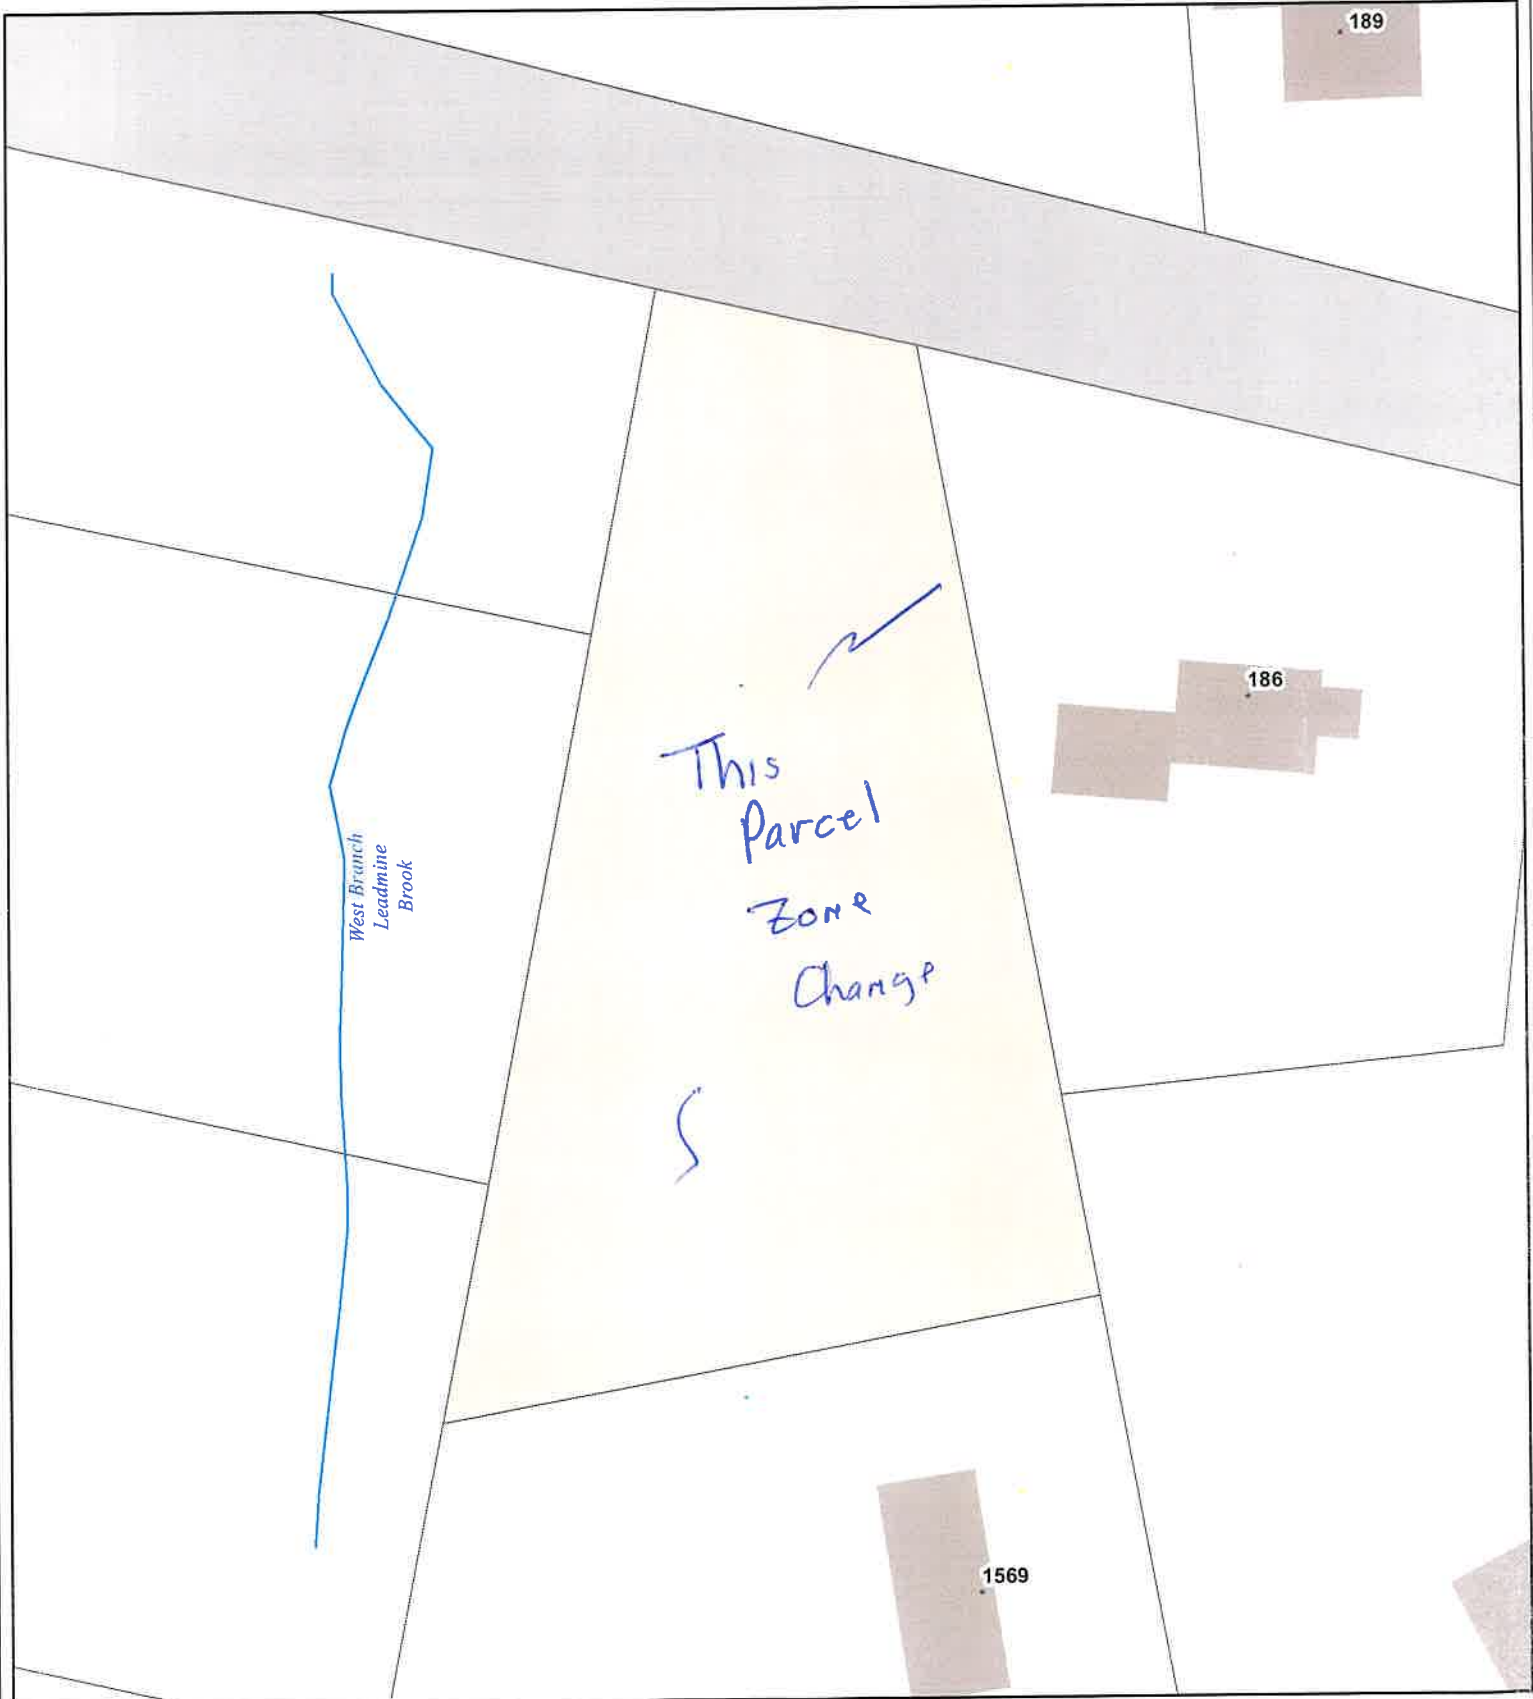 189
186
This
Parcel
Zone
Change
West Branch
Leadmine
Brook
1569